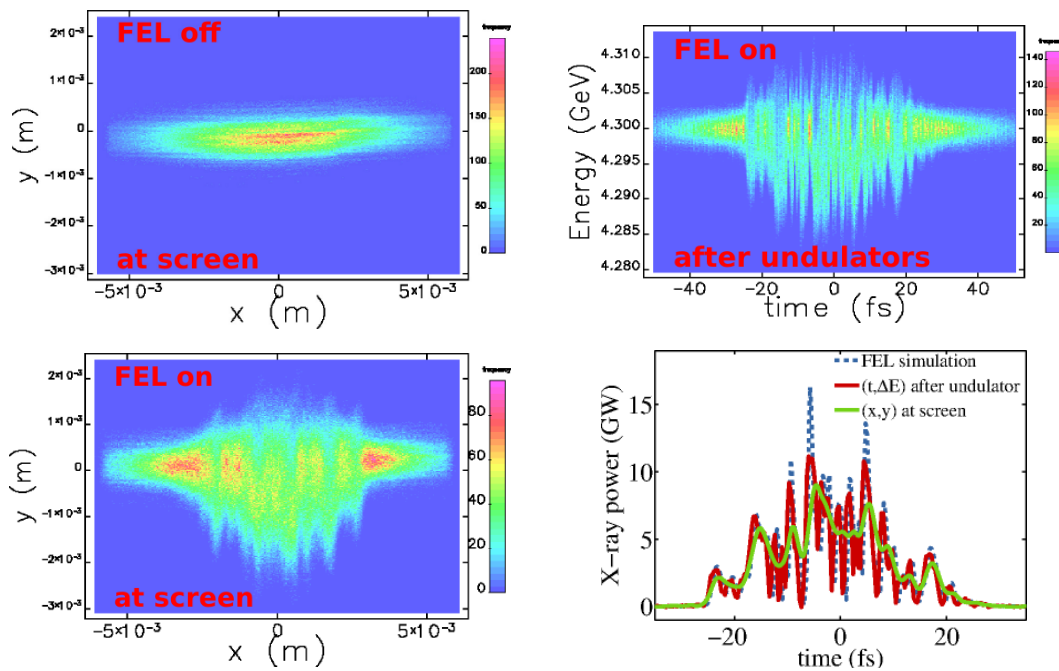 FEL off
at screen
frequency
200
150
100
50
0
2×10⁻³
1×10⁻³
0
−1×10⁻³
−2×10⁻³
−3×10⁻³
y (m)
−5×10⁻³ 0 5×10⁻³
x (m)
FEL on
after undulators
frequency
140
120
100
80
60
40
20
4.310
4.305
4.300
4.295
4.290
4.285
4.280
Energy (GeV)
−40 −20 0 20 40
time (fs)
FEL on
at screen
frequency
80
60
40
20
0
2×10⁻³
1×10⁻³
0
−1×10⁻³
−2×10⁻³
−3×10⁻³
y (m)
−5×10⁻³ 0 5×10⁻³
x (m)
FEL simulation
(t,ΔE) after undulator
(x,y) at screen
15
10
5
0
X−ray power (GW)
−20 0 20
time (fs)